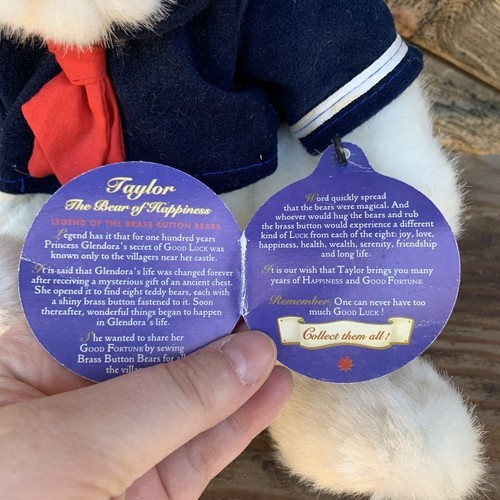 Taylor
The Bear of Happiness
LEGEND OF THE BRASS BUTTON BEARS
Legend has it that for one hundred years
Princess Glendora's secret of GOOD LUCK was
known only to the villagers near her castle.
It is said that Glendora's life was changed forever
after receiving a mysterious gift of an ancient chest.
She opened it to find eight teddy bears, each with
a shiny brass button fastened to it. Soon
thereafter, wonderful things began to happen
in Glendora's life.
She wanted to share her
GOOD FORTUNE by sewing
Brass Button Bears for all
the
Word quickly spread
that the bears were magical. And
whoever would hug the bears and rub
the brass button would experience a different
kind of LUCK from each of the eight: joy, love,
happiness, health, wealth, serenity, friendship
and long life.
It is our wish that Taylor brings you many
years of HAPPINESS and GOOD FORTUNE.
Remember, One can never have too
much GOOD LUCK !
Collect them all !